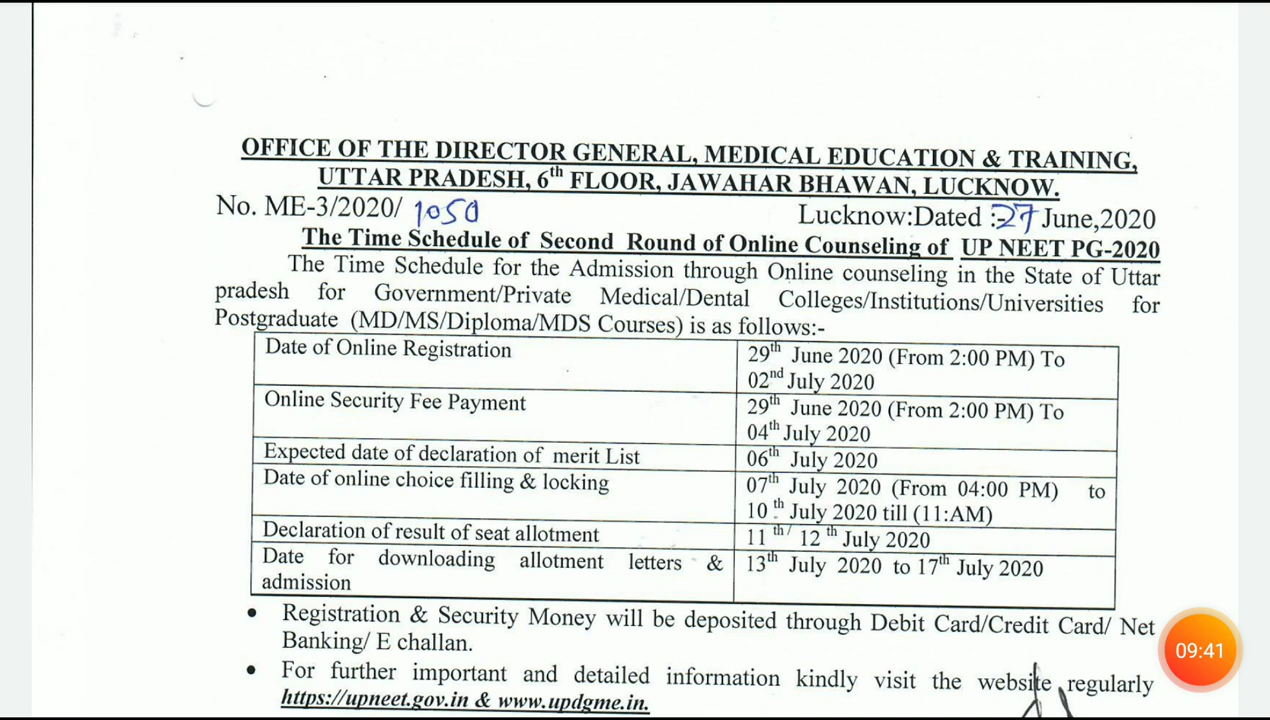 OFFICE OF THE DIRECTOR GENERAL, MEDICAL EDUCATION & TRAINING,
UTTAR PRADESH, 6th FLOOR, JAWAHAR BHAWAN, LUCKNOW.
No. ME-3/2020/ 1050 Lucknow:Dated :-27 June,2020
The Time Schedule of Second Round of Online Counseling of UP NEET PG-2020
The Time Schedule for the Admission through Online counseling in the State of Uttar
pradesh for Government/Private Medical/Dental Colleges/Institutions/Universities for
Postgraduate (MD/MS/Diploma/MDS Courses) is as follows:-
Date of Online Registration 29th June 2020 (From 2:00 PM) To
02nd July 2020
Online Security Fee Payment 29th June 2020 (From 2:00 PM) To
04th July 2020
Expected date of declaration of merit List 06th July 2020
Date of online choice filling & locking 07th July 2020 (From 04:00 PM) to
10 th July 2020 till (11:AM)
Declaration of result of seat allotment 11 th/ 12 th July 2020
Date for downloading allotment letters & 13th July 2020 to 17th July 2020
admission
• Registration & Security Money will be deposited through Debit Card/Credit Card/ Net
Banking/ E challan.
09:41
• For further important and detailed information kindly visit the website regularly
https://upneet.gov.in & www.updgme.in.